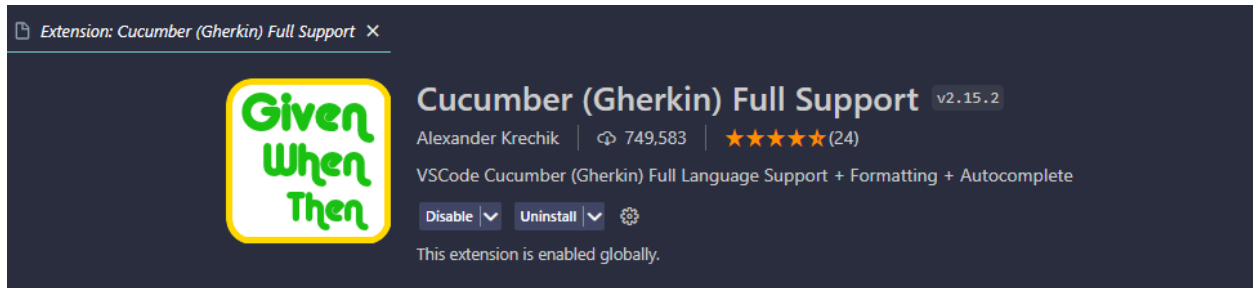 Extension: Cucumber (Gherkin) Full Support
Given
When
Then
Cucumber (Gherkin) Full Support v2.15.2
Alexander Krechik 749,583 (24)
VSCode Cucumber (Gherkin) Full Language Support + Formatting + Autocomplete
Disable Uninstall
This extension is enabled globally.